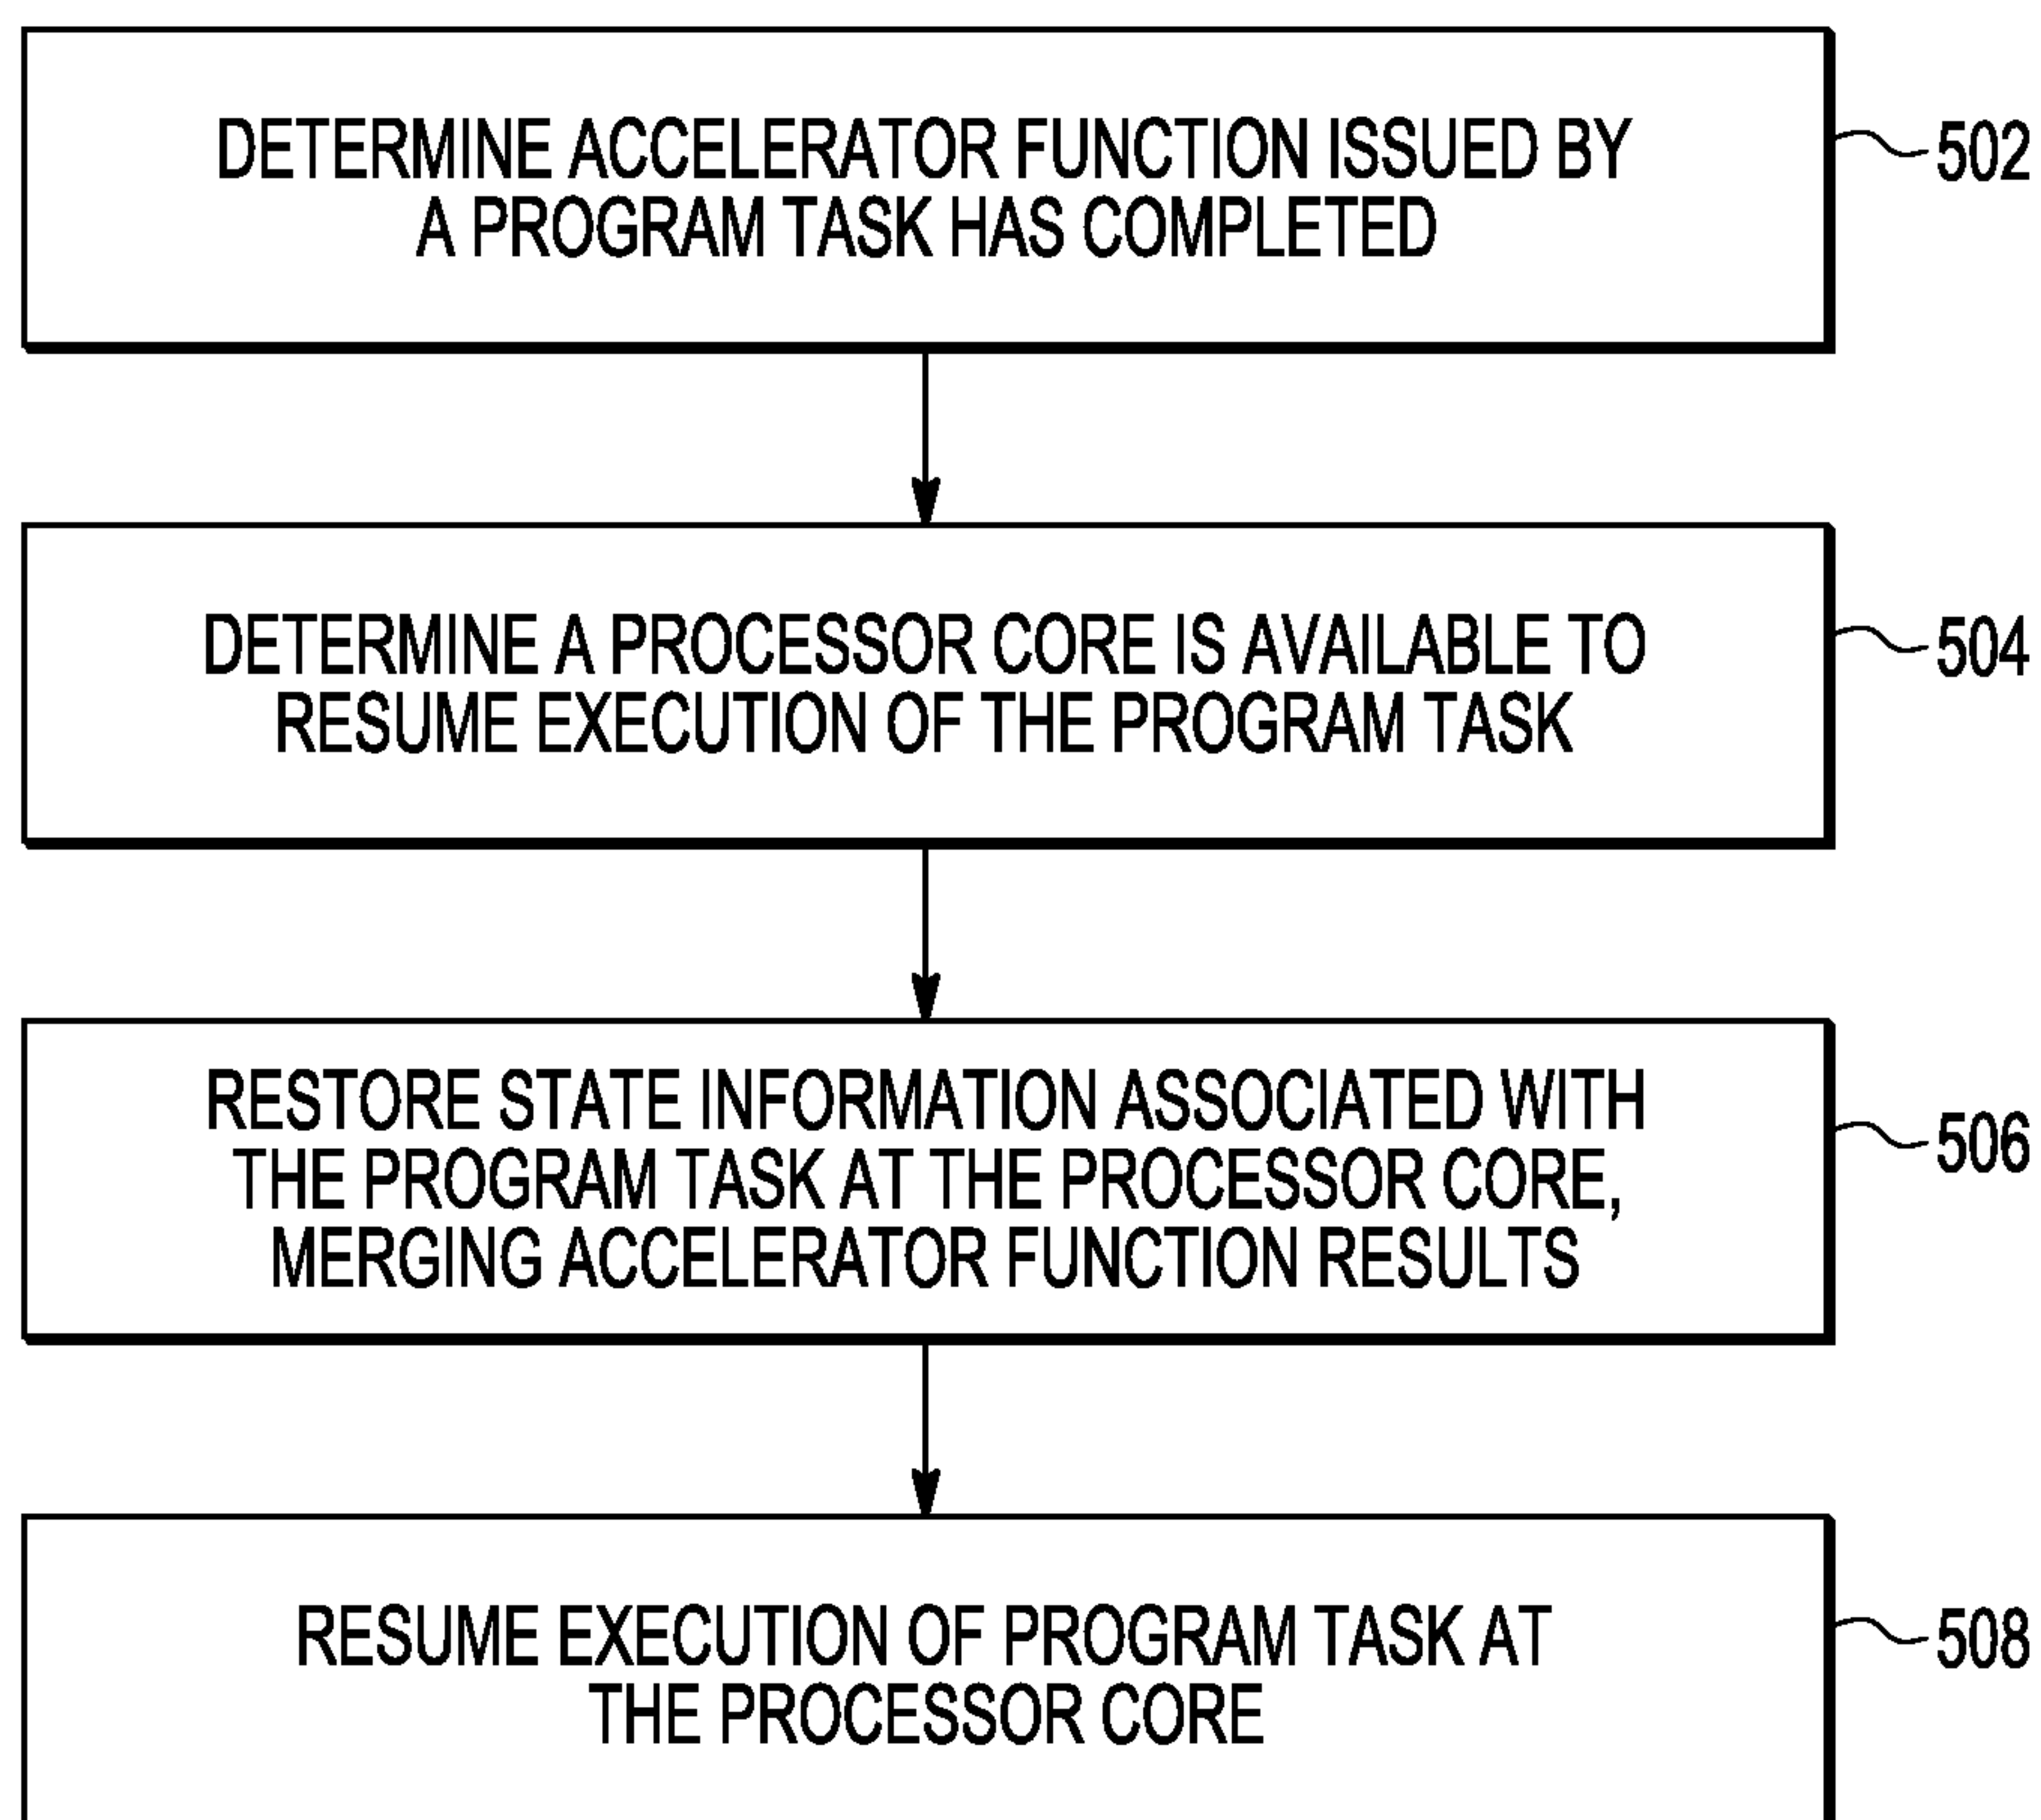 DETERMINE ACCELERATOR FUNCTION ISSUED BY
A PROGRAM TASK HAS COMPLETED
502
DETERMINE A PROCESSOR CORE IS AVAILABLE TO
RESUME EXECUTION OF THE PROGRAM TASK
504
RESTORE STATE INFORMATION ASSOCIATED WITH
THE PROGRAM TASK AT THE PROCESSOR CORE,
MERGING ACCELERATOR FUNCTION RESULTS
506
RESUME EXECUTION OF PROGRAM TASK AT
THE PROCESSOR CORE
508